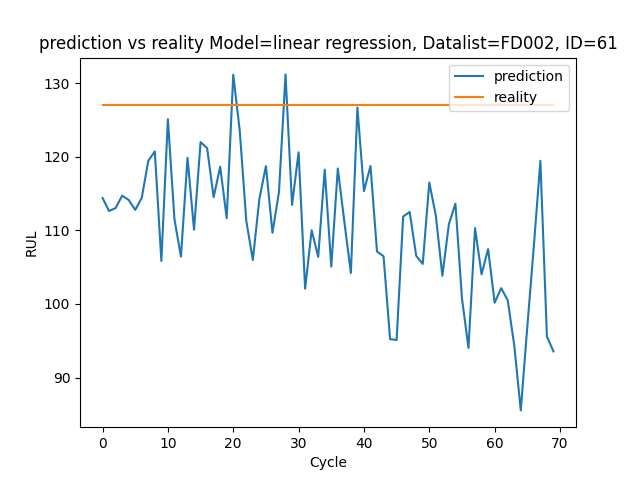 prediction vs reality Model=linear regression, Datalist=FD002, ID=61
prediction
reality
130
120
110
100
90
RUL
0 10 20 30 40 50 60 70
Cycle